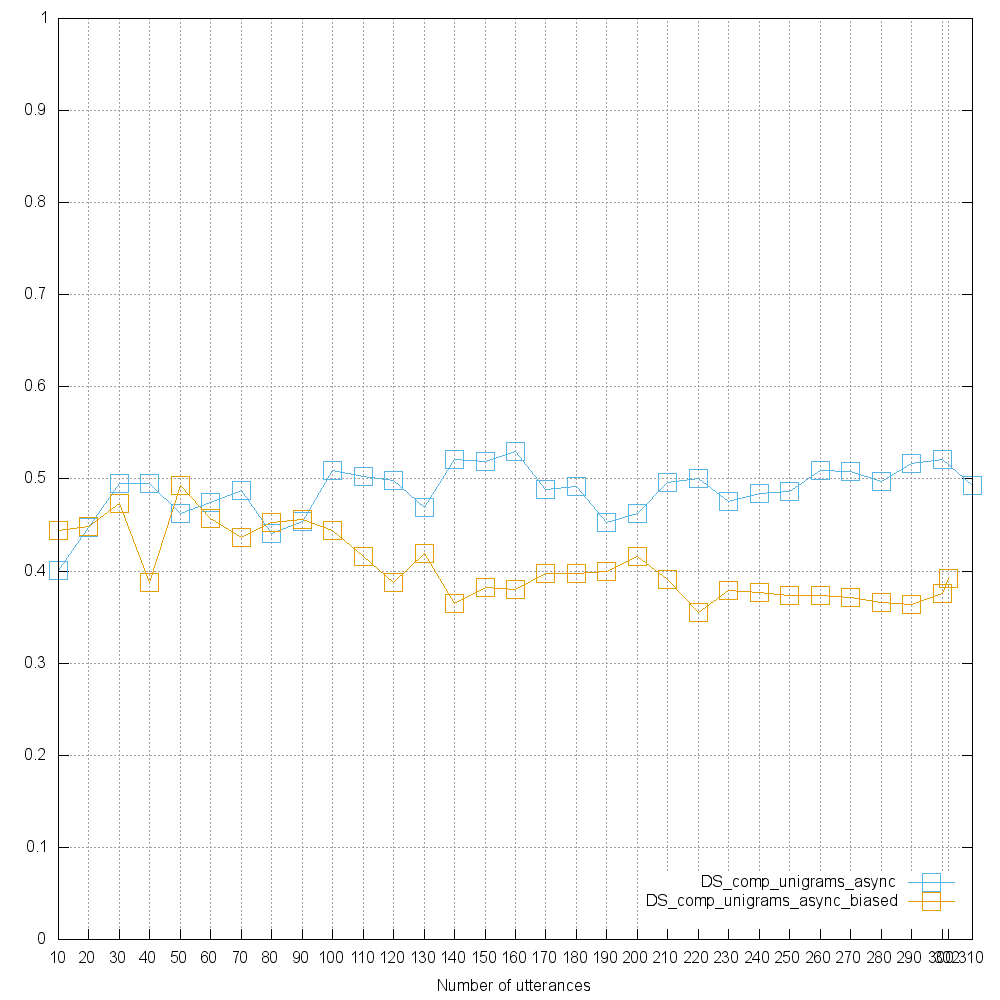 1
0.9
0.8
0.7
0.6
0.5
0.4
0.3
0.2
0.1
0
DS_comp_unigrams_async
DS_comp_unigrams_async_biased
10 20 30 40 50 60 70 80 90 100 110 120 130 140 150 160 170 180 190 200 210 220 230 240 250 260 270 280 290 300 302 310
Number of utterances